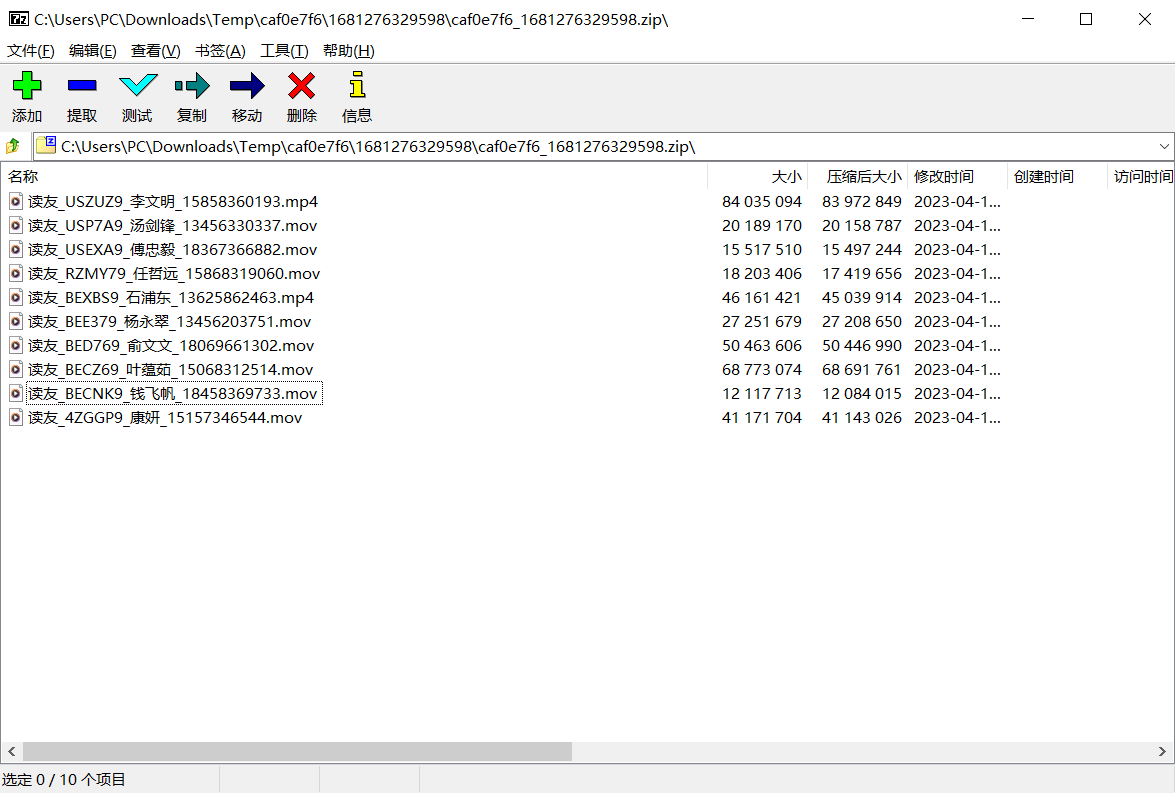 C:\Users\PC\Downloads\Temp\caf0e7f6\1681276329598\caf0e7f6_1681276329598.zip\
文件(F) 编辑(E) 查看(V) 书签(A) 工具(T) 帮助(H)
添加 提取 测试 复制 移动 删除 信息
C:\Users\PC\Downloads\Temp\caf0e7f6\1681276329598\caf0e7f6_1681276329598.zip\
名称 大小 压缩后大小 修改时间 创建时间 访问时间
读友_USZUZ9_李文明_15858360193.mp4 84 035 094 83 972 849 2023-04-1...
读友_USP7A9_汤剑锋_13456330337.mov 20 189 170 20 158 787 2023-04-1...
读友_USEXA9_傅忠毅_18367366882.mov 15 517 510 15 497 244 2023-04-1...
读友_RZMY79_任哲远_15868319060.mov 18 203 406 17 419 656 2023-04-1...
读友_BEXBS9_石浦东_13625862463.mp4 46 161 421 45 039 914 2023-04-1...
读友_BEE379_杨永翠_13456203751.mov 27 251 679 27 208 650 2023-04-1...
读友_BED769_俞文文_18069661302.mov 50 463 606 50 446 990 2023-04-1...
读友_BECZ69_叶蕴茹_15068312514.mov 68 773 074 68 691 761 2023-04-1...
读友_BECNK9_钱飞帆_18458369733.mov 12 117 713 12 084 015 2023-04-1...
读友_4ZGGP9_康妍_15157346544.mov 41 171 704 41 143 026 2023-04-1...
选定 0 / 10 个项目